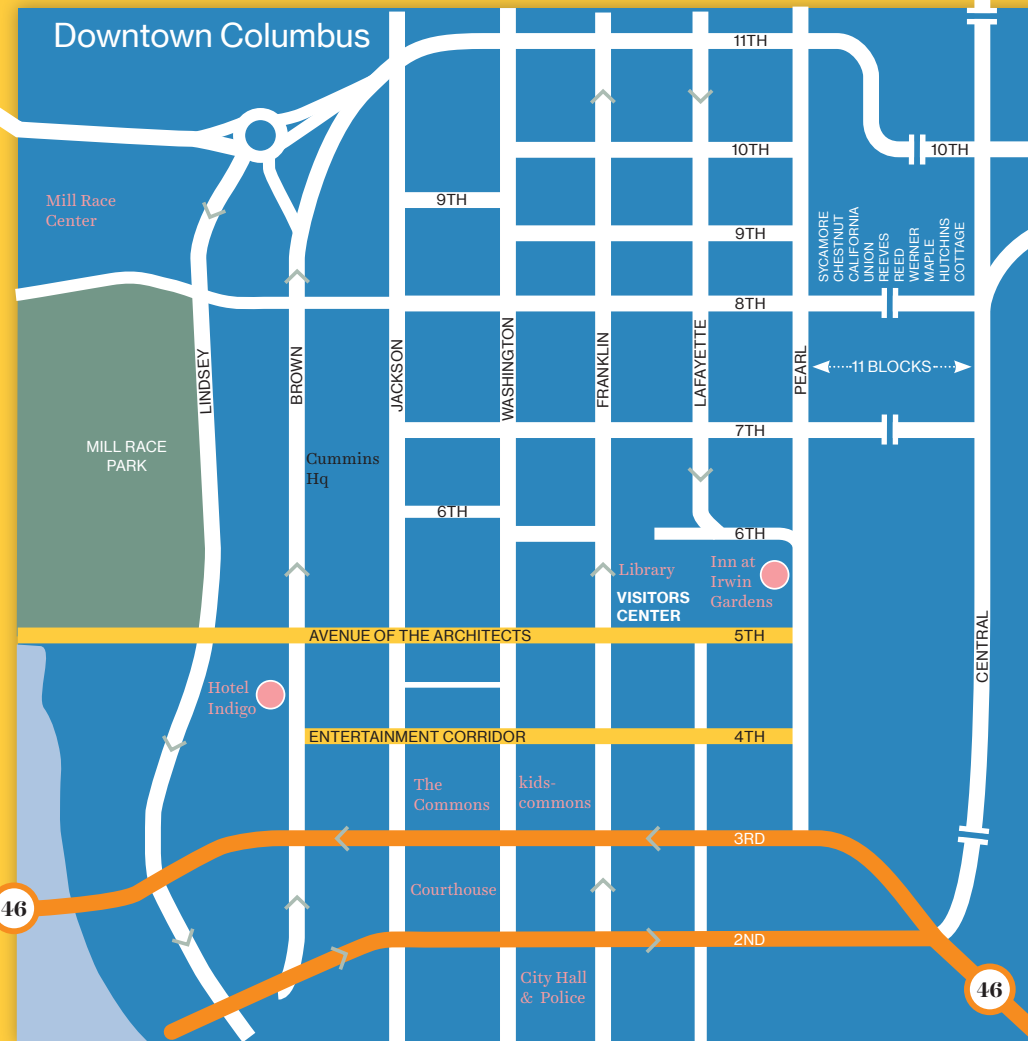 Downtown Columbus
11TH
10TH
10TH
9TH
Mill Race
Center
9TH
SYCAMORE
CHESTNUT
CALIFORNIA
UNION
REEVES
REED
WERNER
MAPLE
HUTCHINS
COTTAGE
8TH
LINDSEY
BROWN
JACKSON
WASHINGTON
FRANKLIN
LAFAYETTE
PEARL
11 BLOCKS
7TH
MILL RACE
PARK
Cummins
Hq
6TH
6TH
Library
VISITORS
CENTER
Inn at
Irwin
Gardens
AVENUE OF THE ARCHITECTS
5TH
CENTRAL
Hotel
Indigo
ENTERTAINMENT CORRIDOR
4TH
The
Commons
kids-
commons
3RD
Courthouse
46
2ND
City Hall
& Police
46